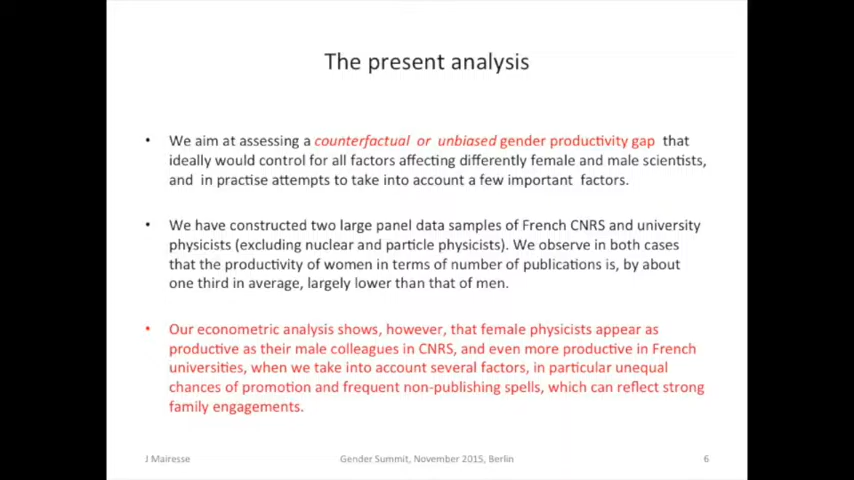 The present analysis
• We aim at assessing a counterfactual or unbiased gender productivity gap that
ideally would control for all factors affecting differently female and male scientists,
and in practise attempts to take into account a few important factors.
• We have constructed two large panel data samples of French CNRS and university
physicists (excluding nuclear and particle physicists). We observe in both cases
that the productivity of women in terms of number of publications is, by about
one third in average, largely lower than that of men.
• Our econometric analysis shows, however, that female physicists appear as
productive as their male colleagues in CNRS, and even more productive in French
universities, when we take into account several factors, in particular unequal
chances of promotion and frequent non-publishing spells, which can reflect strong
family engagements.
J Mairesse
Gender Summit, November 2015, Berlin
6